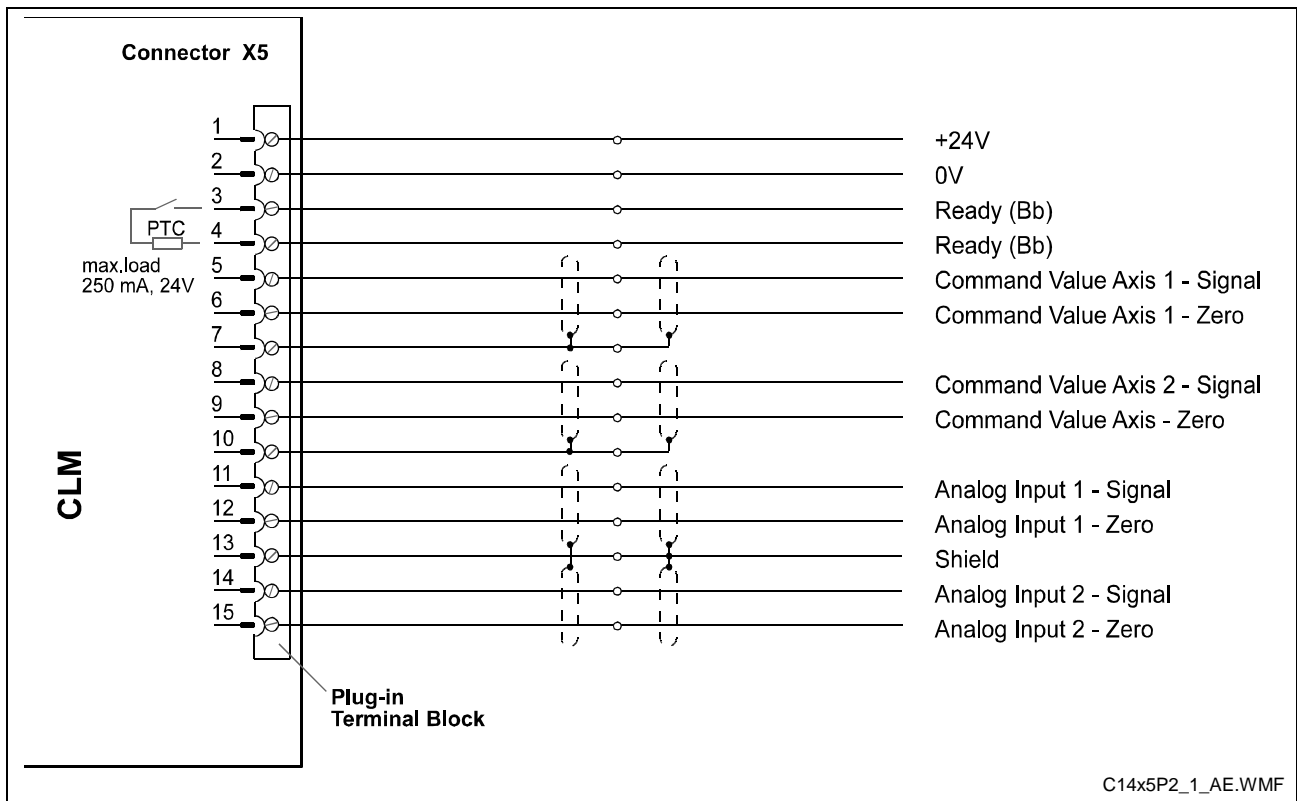 Connector X5
1 +24V
2 0V
3 Ready (Bb)
PTC 4 Ready (Bb)
max.load 5 Command Value Axis 1 - Signal
250 mA, 24V
6 Command Value Axis 1 - Zero
7
8 Command Value Axis 2 - Signal
9 Command Value Axis - Zero
10
CLM
11 Analog Input 1 - Signal
12 Analog Input 1 - Zero
13 Shield
14 Analog Input 2 - Signal
15 Analog Input 2 - Zero
Plug-in
Terminal Block
C14x5P2_1_AE.WMF